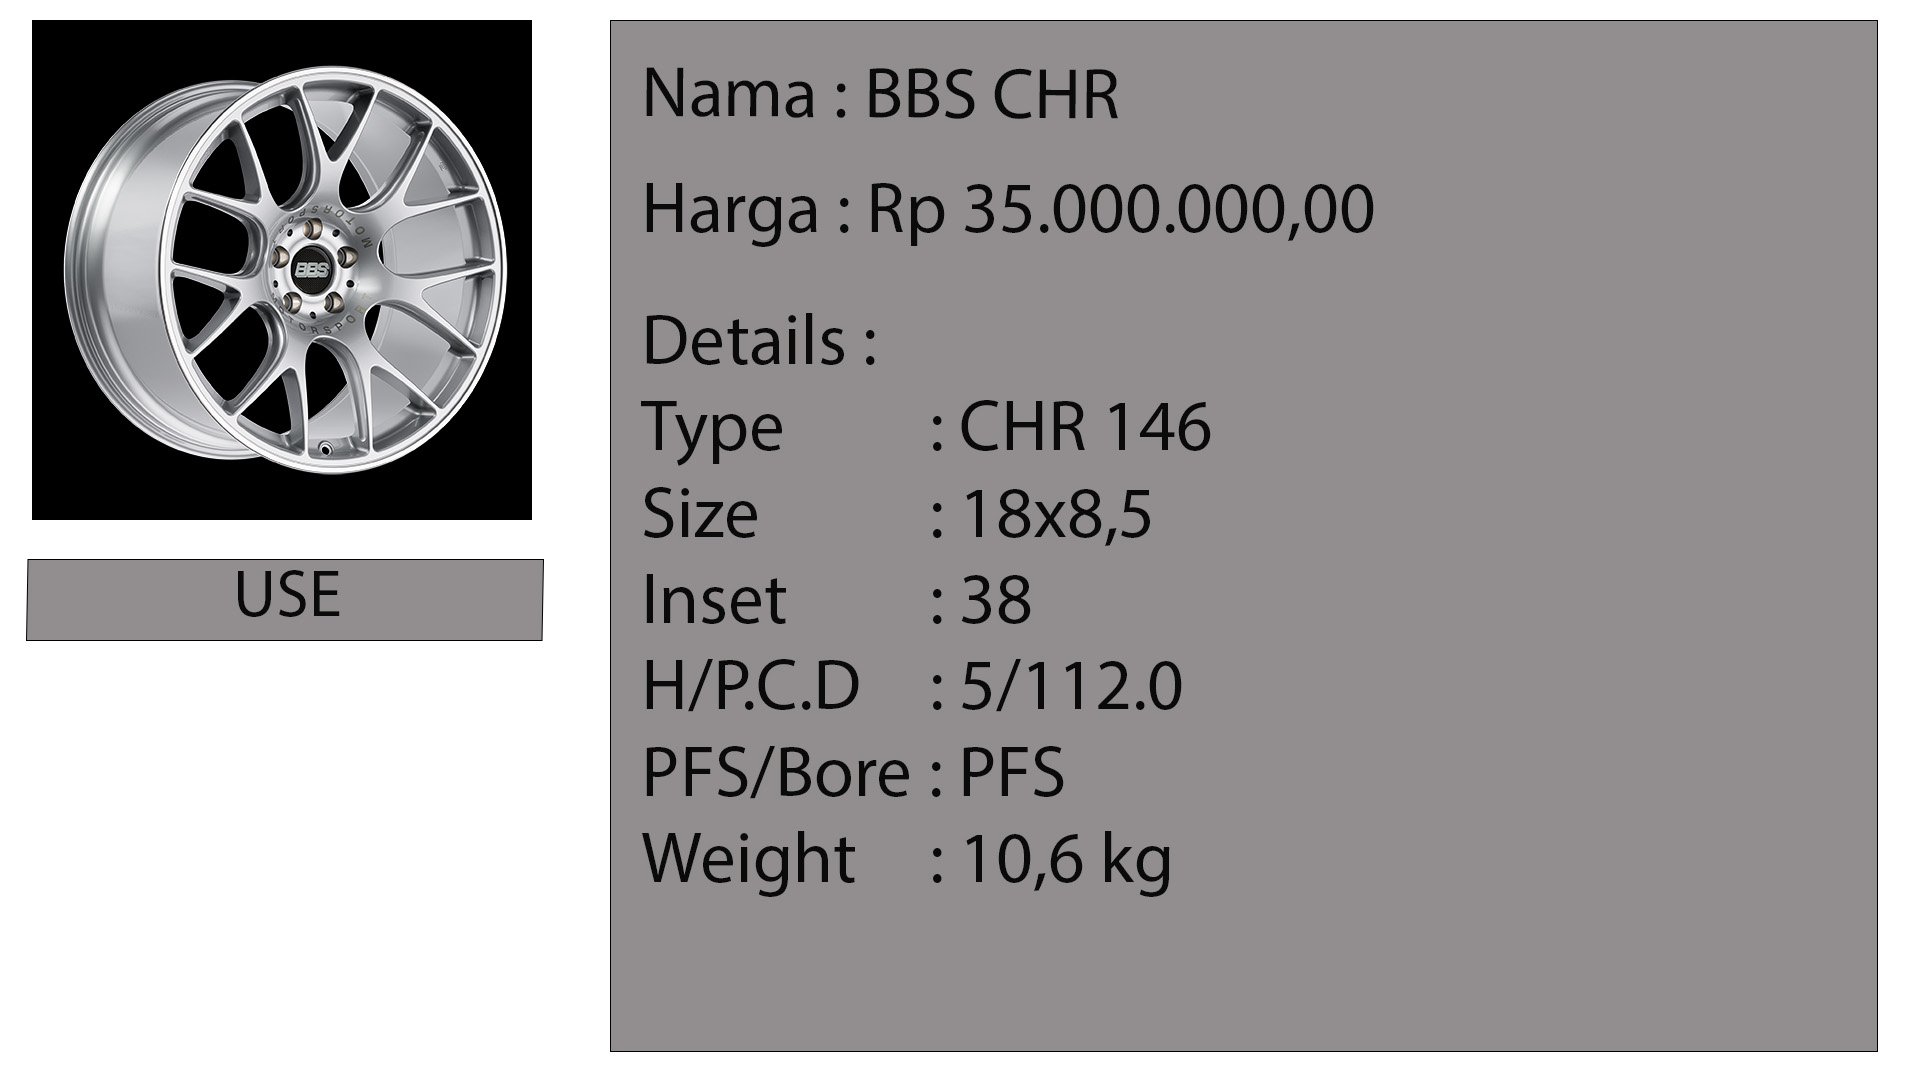 BBS
MOTORSPORT
MOTORSPORT
USE
Nama : BBS CHR
Harga : Rp 35.000.000,00
Details :
Type : CHR 146
Size : 18x8,5
Inset : 38
H/P.C.D : 5/112.0
PFS/Bore : PFS
Weight : 10,6 kg